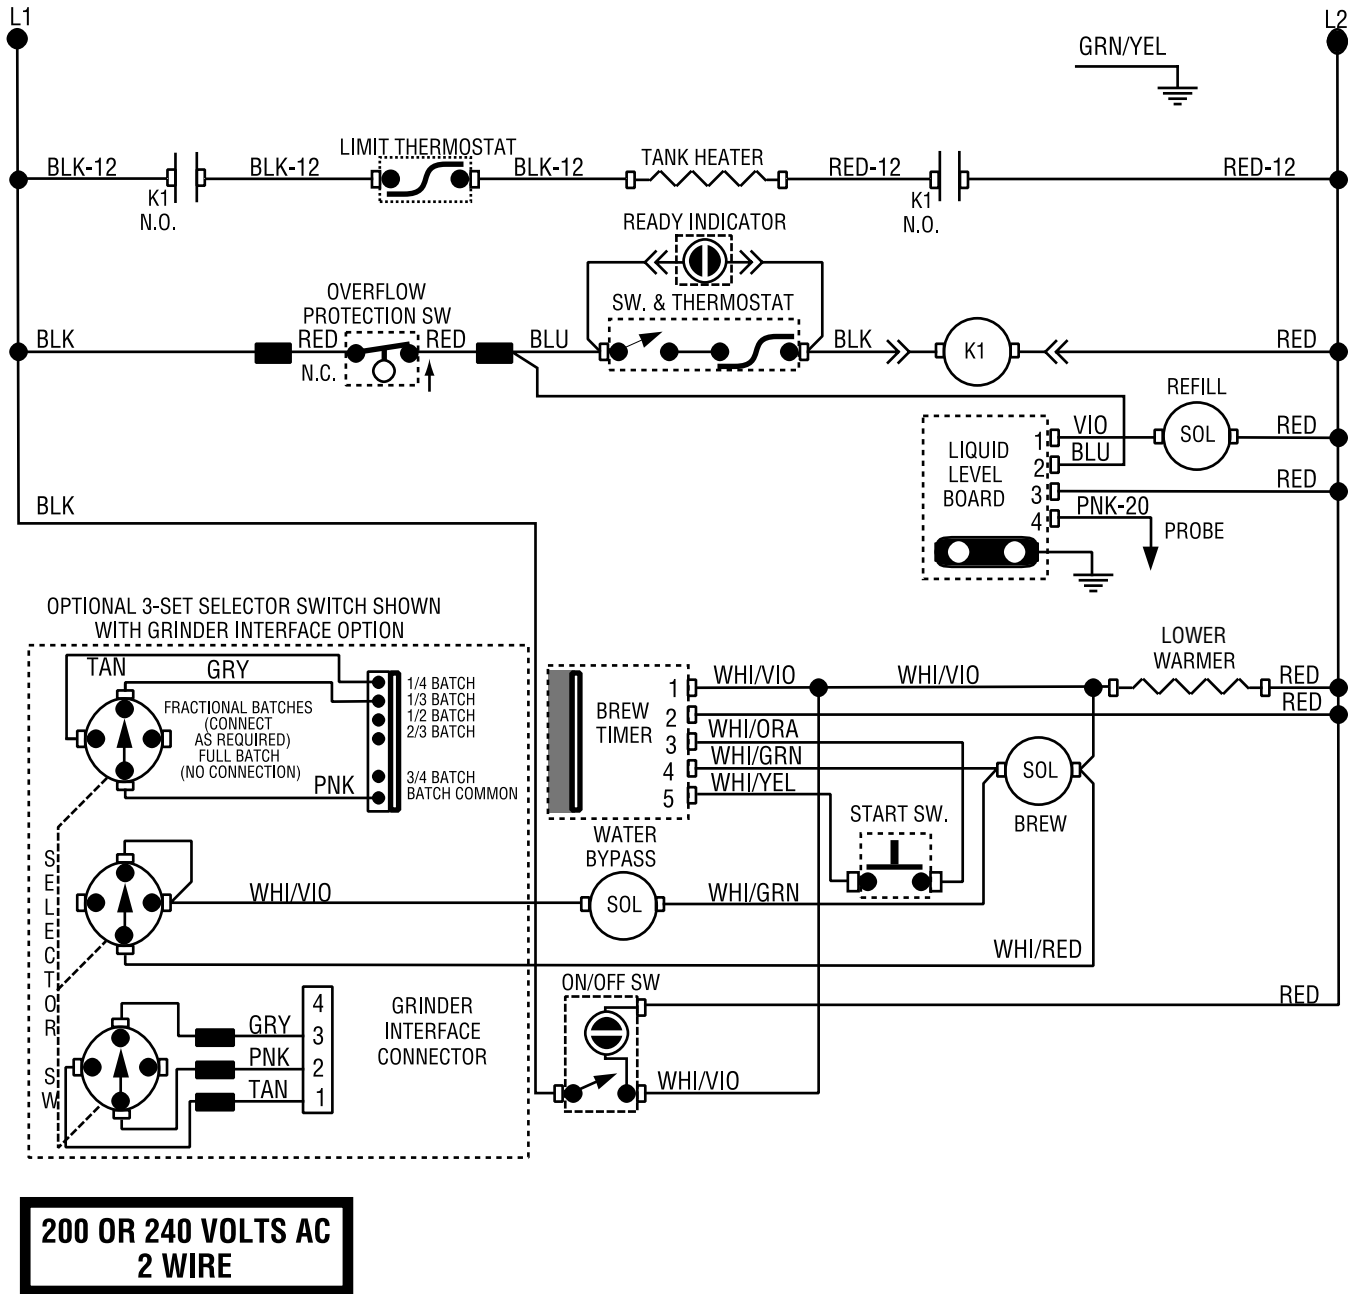 L1
L2
GRN/YEL
LIMIT THERMOSTAT
BLK-12
BLK-12
BLK-12
TANK HEATER
RED-12
RED-12
K1
N.O.
K1
N.O.
READY INDICATOR
OVERFLOW
PROTECTION SW
SW. & THERMOSTAT
BLK
RED
RED
BLU
BLK
K1
RED
N.C.
REFILL
SOL
RED
LIQUID
LEVEL
BOARD
1
VIO
2
BLU
3
RED
4
PNK-20
PROBE
BLK
OPTIONAL 3-SET SELECTOR SWITCH SHOWN
WITH GRINDER INTERFACE OPTION
TAN
GRY
FRACTIONAL BATCHES
(CONNECT
AS REQUIRED)
FULL BATCH
(NO CONNECTION)
PNK
1/4 BATCH
1/3 BATCH
1/2 BATCH
2/3 BATCH
3/4 BATCH
BATCH COMMON
BREW
TIMER
1
WHI/VIO
WHI/VIO
LOWER
WARMER
RED
2
RED
3
WHI/ORA
4
WHI/GRN
5
WHI/YEL
SOL
BREW
START SW.
WATER
BYPASS
SELECTOR SW
WHI/VIO
SOL
WHI/GRN
WHI/RED
ON/OFF SW
RED
WHI/VIO
4
3
2
1
GRY
PNK
TAN
GRINDER
INTERFACE
CONNECTOR
200 OR 240 VOLTS AC
2 WIRE